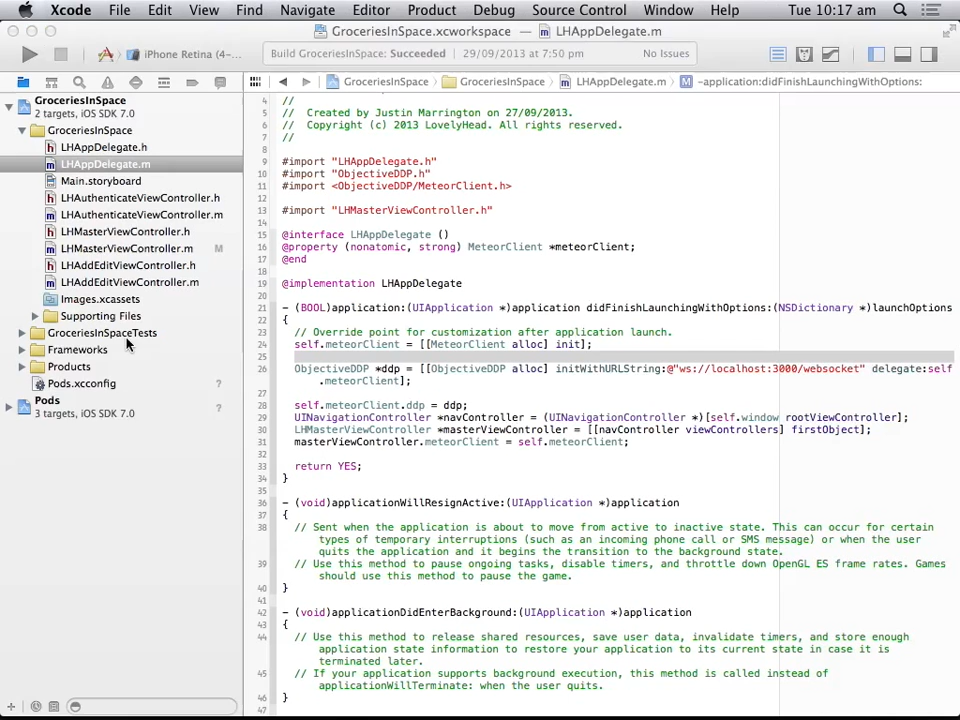 Xcode File Edit View Find Navigate Editor Product Debug Source Control Window Help Tue 10:17 am
GroceriesInSpace.xcworkspace — LHAppDelegate.m
iPhone Retina (4-... Build GroceriesInSpace: Succeeded 29/09/2013 at 7:50 pm No Issues
GroceriesInSpace GroceriesInSpace LHAppDelegate.m M -application:didFinishLaunchingWithOptions:
GroceriesInSpace
2 targets, iOS SDK 7.0
GroceriesInSpace
h LHAppDelegate.h
m LHAppDelegate.m
Main.storyboard
h LHAuthenticateViewController.h
m LHAuthenticateViewController.m
h LHMasterViewController.h
m LHMasterViewController.m M
h LHAddEditViewController.h
m LHAddEditViewController.m
Images.xcassets
Supporting Files
GroceriesInSpaceTests
Frameworks
Products
Pods.xcconfig ?
Pods
2 targets, iOS SDK 7.0 ?
4 //
5 // Created by Justin Marrington on 27/09/2013.
6 // Copyright (c) 2013 LovelyHead. All rights reserved.
7 //
8
9 #import "LHAppDelegate.h"
10 #import "ObjectiveDDP.h"
11 #import <ObjectiveDDP/MeteorClient.h>
12
13 #import "LHMasterViewController.h"
14
15 @interface LHAppDelegate ()
16 @property (nonatomic, strong) MeteorClient *meteorClient;
17 @end
18
19 @implementation LHAppDelegate
20
21 - (BOOL)application:(UIApplication *)application didFinishLaunchingWithOptions:(NSDictionary *)launchOptions
22 {
23 // Override point for customization after application launch.
24 self.meteorClient = [[MeteorClient alloc] init];
25
26 ObjectiveDDP *ddp = [[ObjectiveDDP alloc] initWithURLString:@"ws://localhost:3000/websocket" delegate:self
.meteorClient];
27
28 self.meteorClient.ddp = ddp;
29 UINavigationController *navController = (UINavigationController *)[self.window rootViewController];
30 LHMasterViewController *masterViewController = [[navController viewControllers] firstObject];
31 masterViewController.meteorClient = self.meteorClient;
32
33 return YES;
34 }
35
36 - (void)applicationWillResignActive:(UIApplication *)application
37 {
38 // Sent when the application is about to move from active to inactive state. This can occur for certain
types of temporary interruptions (such as an incoming phone call or SMS message) or when the user
quits the application and it begins the transition to the background state.
39 // Use this method to pause ongoing tasks, disable timers, and throttle down OpenGL ES frame rates. Games
should use this method to pause the game.
40 }
41
42 - (void)applicationDidEnterBackground:(UIApplication *)application
43 {
44 // Use this method to release shared resources, save user data, invalidate timers, and store enough
application state information to restore your application to its current state in case it is
terminated later.
45 // If your application supports background execution, this method is called instead of
applicationWillTerminate: when the user quits.
46 }
47